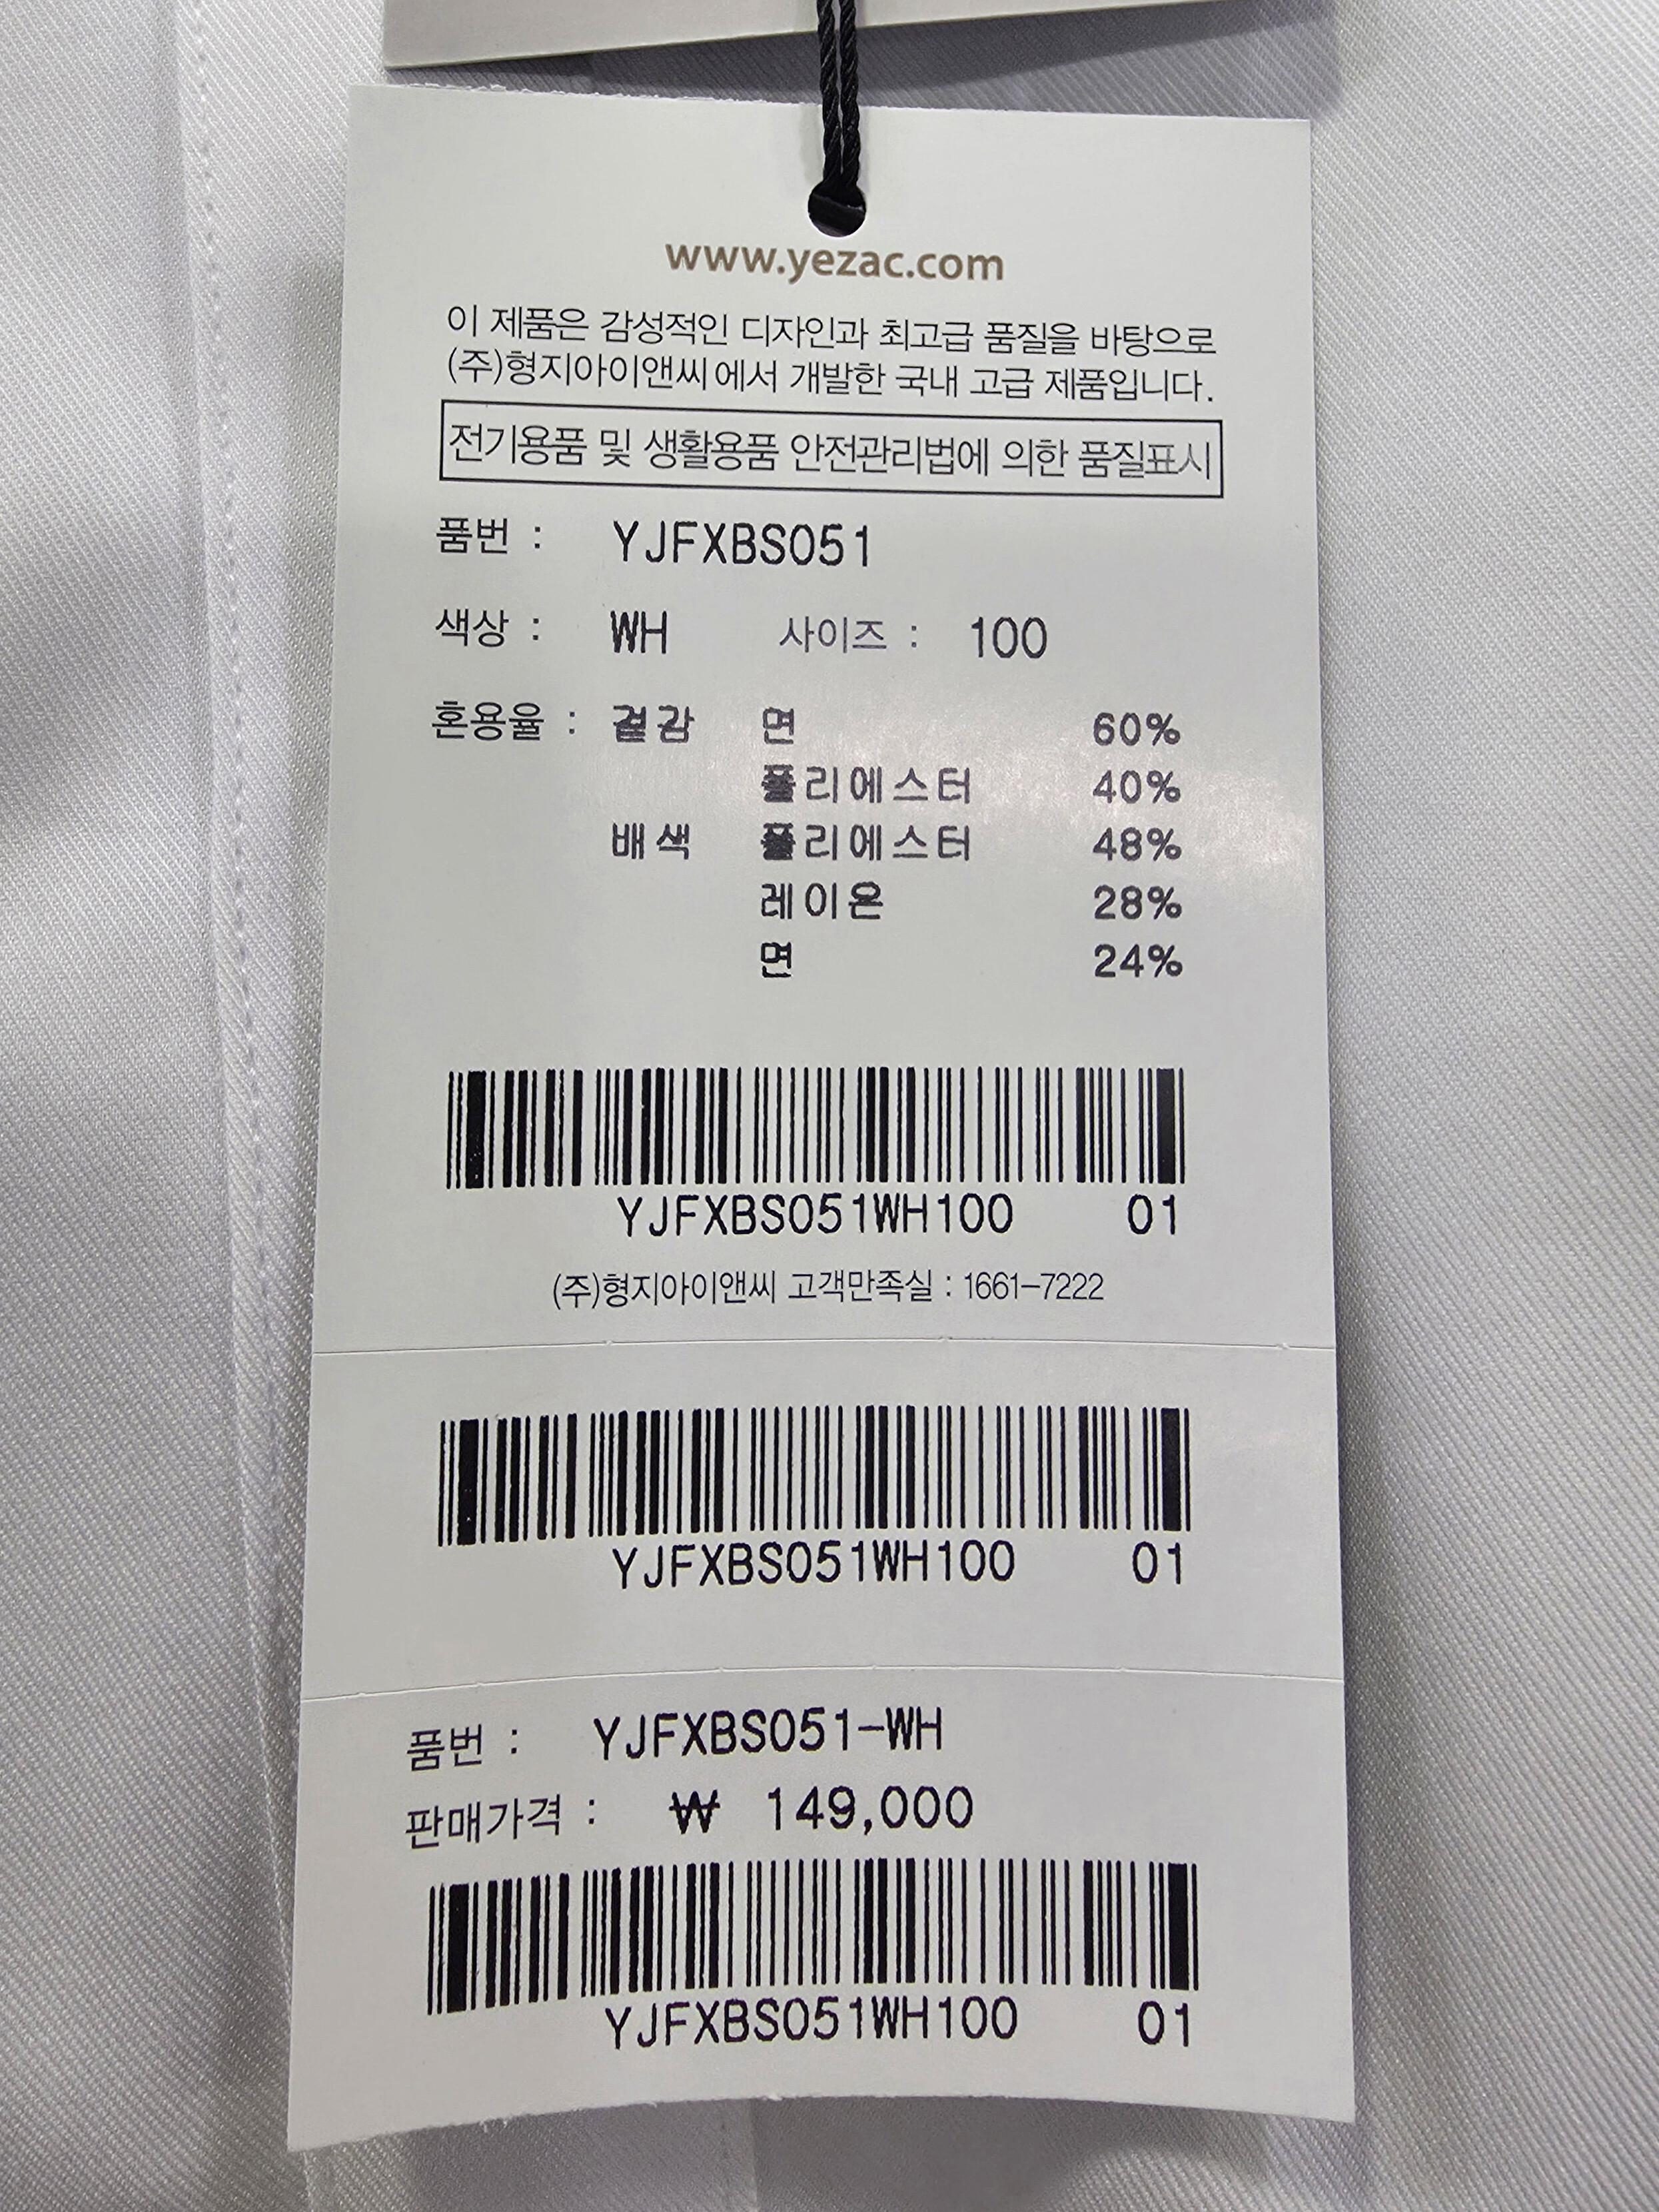 www.yezac.com
이 제품은 감성적인 디자인과 최고급 품질을 바탕으로
(주)형지아이앤씨에서 개발한 국내 고급 제품입니다.
전기용품 및 생활용품 안전관리법에 의한 품질표시
품번 : YJFXBS051
색상 : WH 사이즈 : 100
혼용율 : 겉감 면 60%
폴리에스터 40%
배색 폴리에스터 48%
레이온 28%
면 24%
YJFXBS051WH100 01
(주)형지아이앤씨 고객만족실 : 1661-7222
YJFXBS051WH100 01
품번 : YJFXBS051-WH
판매가격 : ₩ 149,000
YJFXBS051WH100 01